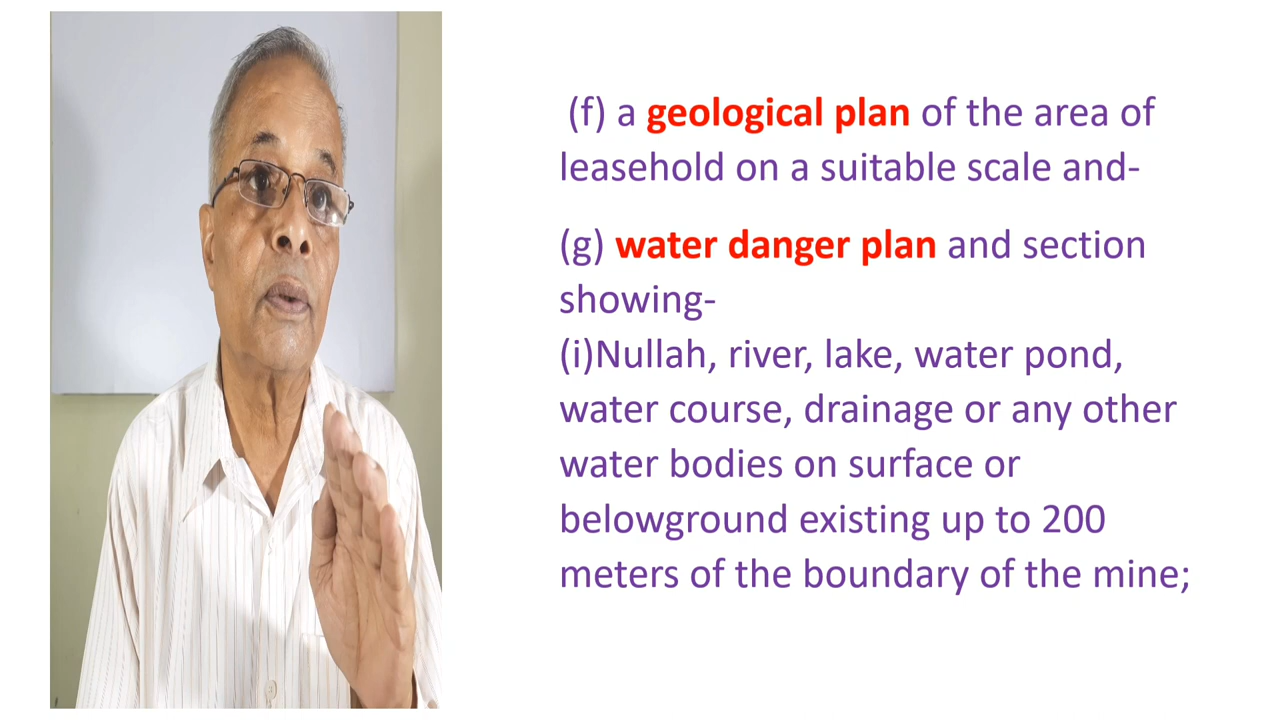 (f) a geological plan of the area of
leasehold on a suitable scale and-
(g) water danger plan and section
showing-
(i)Nullah, river, lake, water pond,
water course, drainage or any other
water bodies on surface or
belowground existing up to 200
meters of the boundary of the mine;